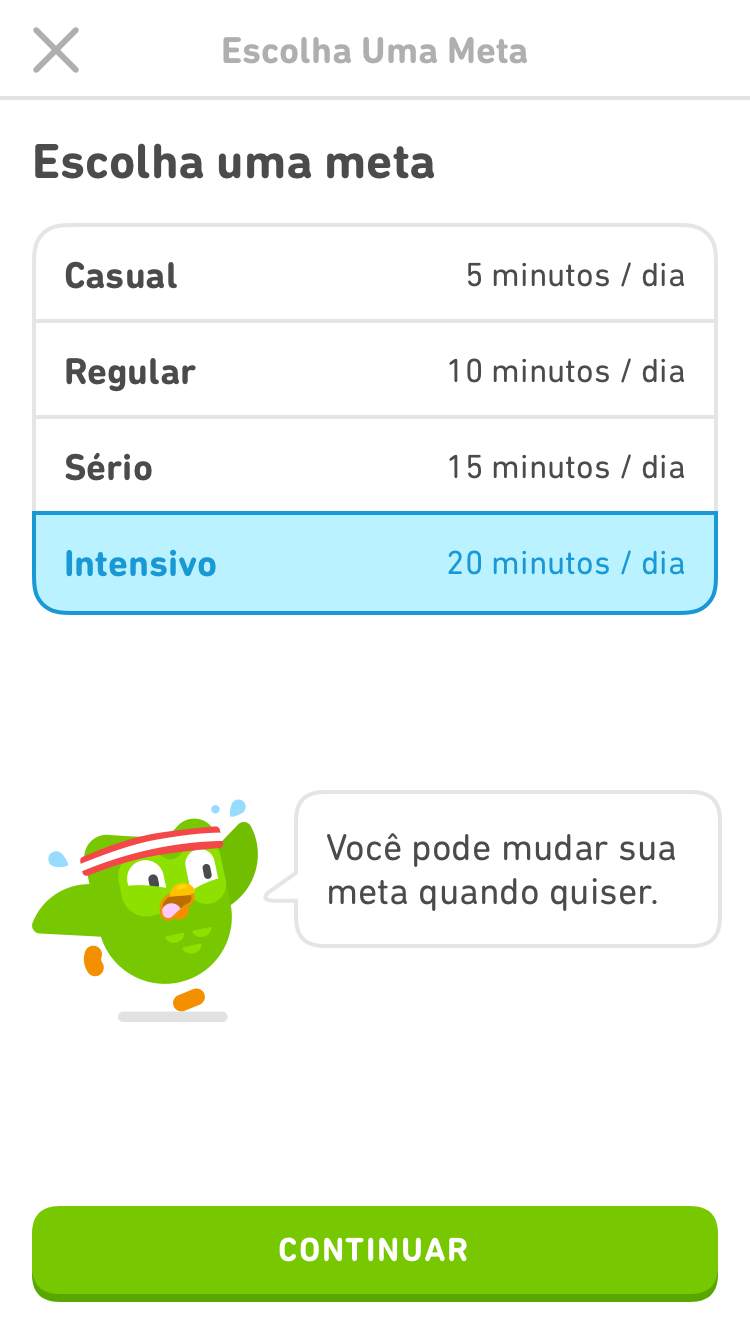 Escolha Uma Meta
Escolha uma meta
Casual 5 minutos / dia
Regular 10 minutos / dia
Sério 15 minutos / dia
Intensivo 20 minutos / dia
Você pode mudar sua
meta quando quiser.
CONTINUAR